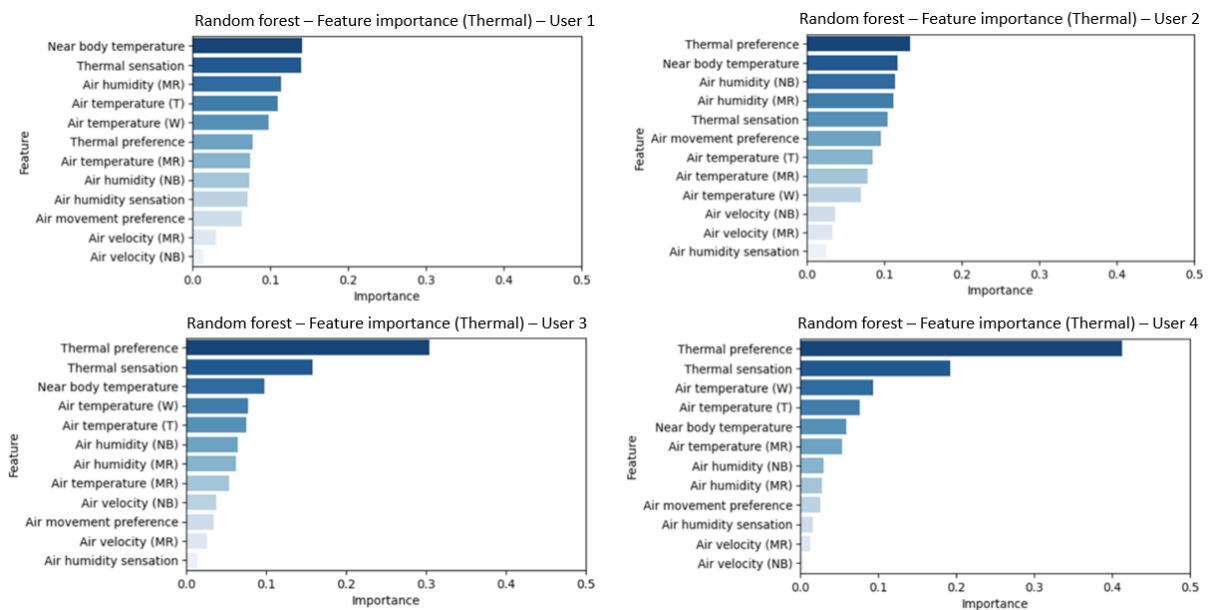 Random forest – Feature importance (Thermal) – User 1
Near body temperature
Thermal sensation
Air humidity (MR)
Air temperature (T)
Air temperature (W)
Thermal preference
Air temperature (MR)
Air humidity (NB)
Air humidity sensation
Air movement preference
Air velocity (MR)
Air velocity (NB)
Feature
0.0 0.1 0.2 0.3 0.4 0.5
Importance
Random forest – Feature importance (Thermal) – User 2
Thermal preference
Near body temperature
Air humidity (NB)
Air humidity (MR)
Thermal sensation
Air movement preference
Air temperature (T)
Air temperature (MR)
Air temperature (W)
Air velocity (NB)
Air velocity (MR)
Air humidity sensation
Feature
0.0 0.1 0.2 0.3 0.4 0.5
Importance
Random forest – Feature importance (Thermal) – User 3
Thermal preference
Thermal sensation
Near body temperature
Air temperature (W)
Air temperature (T)
Air humidity (NB)
Air humidity (MR)
Air temperature (MR)
Air velocity (NB)
Air movement preference
Air velocity (MR)
Air humidity sensation
Feature
0.0 0.1 0.2 0.3 0.4 0.5
Importance
Random forest – Feature importance (Thermal) – User 4
Thermal preference
Thermal sensation
Air temperature (W)
Air temperature (T)
Near body temperature
Air temperature (MR)
Air humidity (NB)
Air humidity (MR)
Air movement preference
Air humidity sensation
Air velocity (MR)
Air velocity (NB)
Feature
0.0 0.1 0.2 0.3 0.4 0.5
Importance